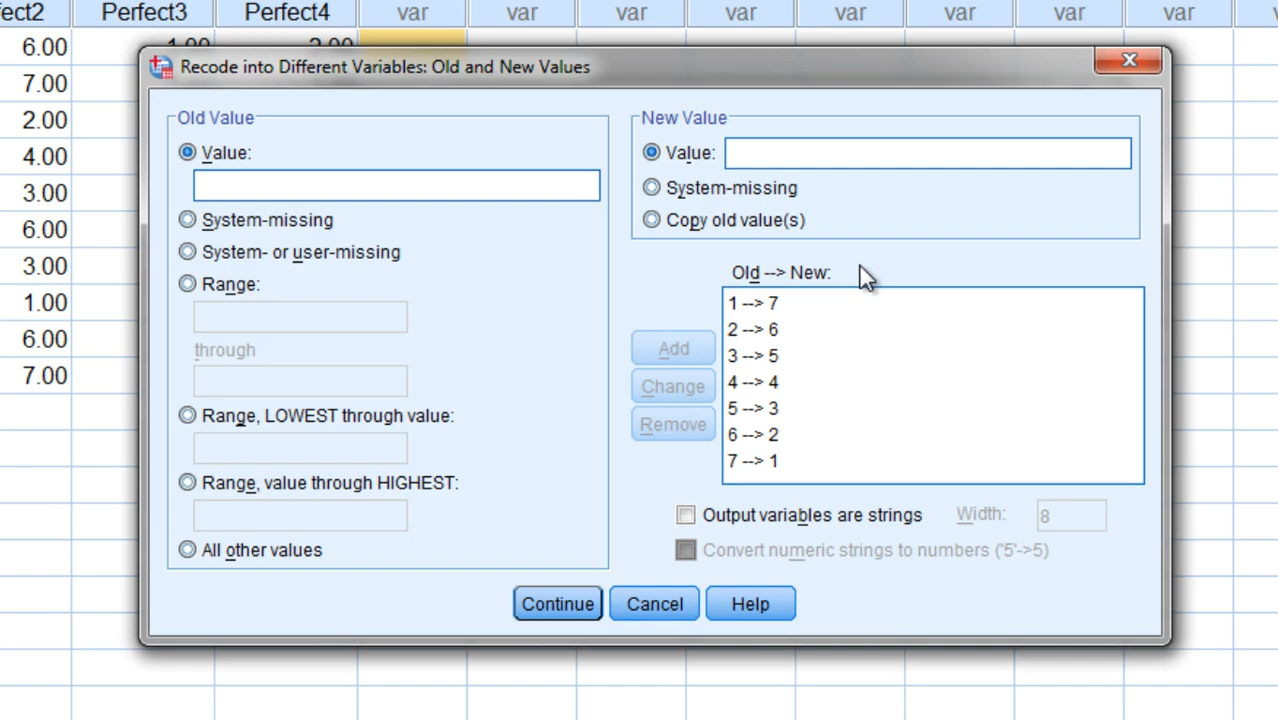 fect2 Perfect3 Perfect4 var var var var var var var var
6.00 1.00 2.00
7.00
2.00
4.00
3.00
6.00
3.00
1.00
6.00
7.00
Recode into Different Variables: Old and New Values
Old Value
Value:
System-missing
System- or user-missing
Range:
through
Range, LOWEST through value:
Range, value through HIGHEST:
All other values
New Value
Value:
System-missing
Copy old value(s)
Old --> New:
1 --> 7
2 --> 6
3 --> 5
4 --> 4
5 --> 3
6 --> 2
7 --> 1
Add
Change
Remove
Output variables are strings Width: 8
Convert numeric strings to numbers ('5'->5)
Continue Cancel Help